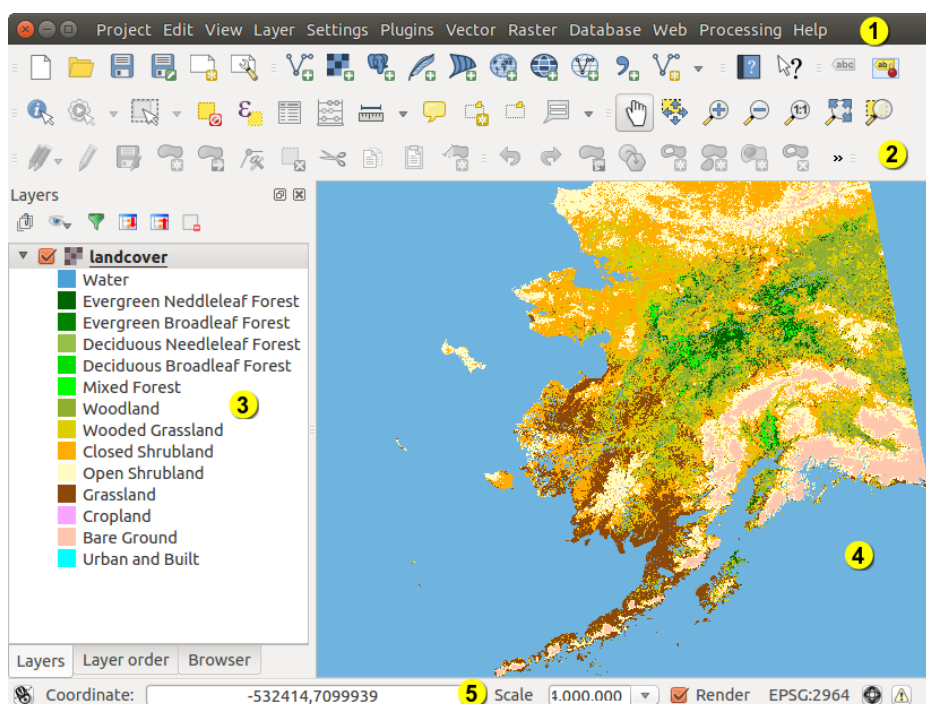 Project Edit View Layer Settings Plugins Vector Raster Database Web Processing Help 1
abc ab
1:1
» 2
Layers
landcover
Water
Evergreen Neddleleaf Forest
Evergreen Broadleaf Forest
Deciduous Needleleaf Forest
Deciduous Broadleaf Forest
Mixed Forest
Woodland
3
Wooded Grassland
Closed Shrubland
Open Shrubland
Grassland
Cropland
Bare Ground
Urban and Built
4
Layers Layer order Browser
Coordinate: -532414,7099939 5 Scale .000.000 Render EPSG:2964